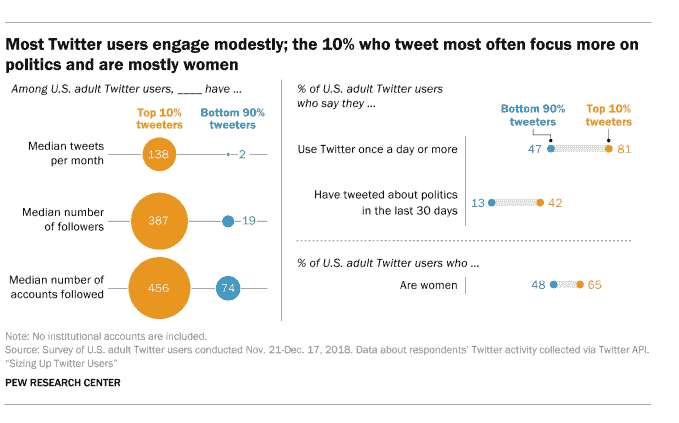 Most Twitter users engage modestly; the 10% who tweet most often focus more on
politics and are mostly women
Among U.S. adult Twitter users, ____ have ...
Top 10%
tweeters
Bottom 90%
tweeters
Median tweets
per month
138
2
Median number
of followers
387
19
Median number of
accounts followed
456
74
% of U.S. adult Twitter users
who say they ...
Bottom 90%
tweeters
Top 10%
tweeters
Use Twitter once a day or more
47
81
Have tweeted about politics
in the last 30 days
13
42
% of U.S. adult Twitter users who ...
Are women
48
65
Note: No institutional accounts are included.
Source: Survey of U.S. adult Twitter users conducted Nov. 21-Dec. 17, 2018. Data about respondents' Twitter activity collected via Twitter API.
“Sizing Up Twitter Users”
PEW RESEARCH CENTER